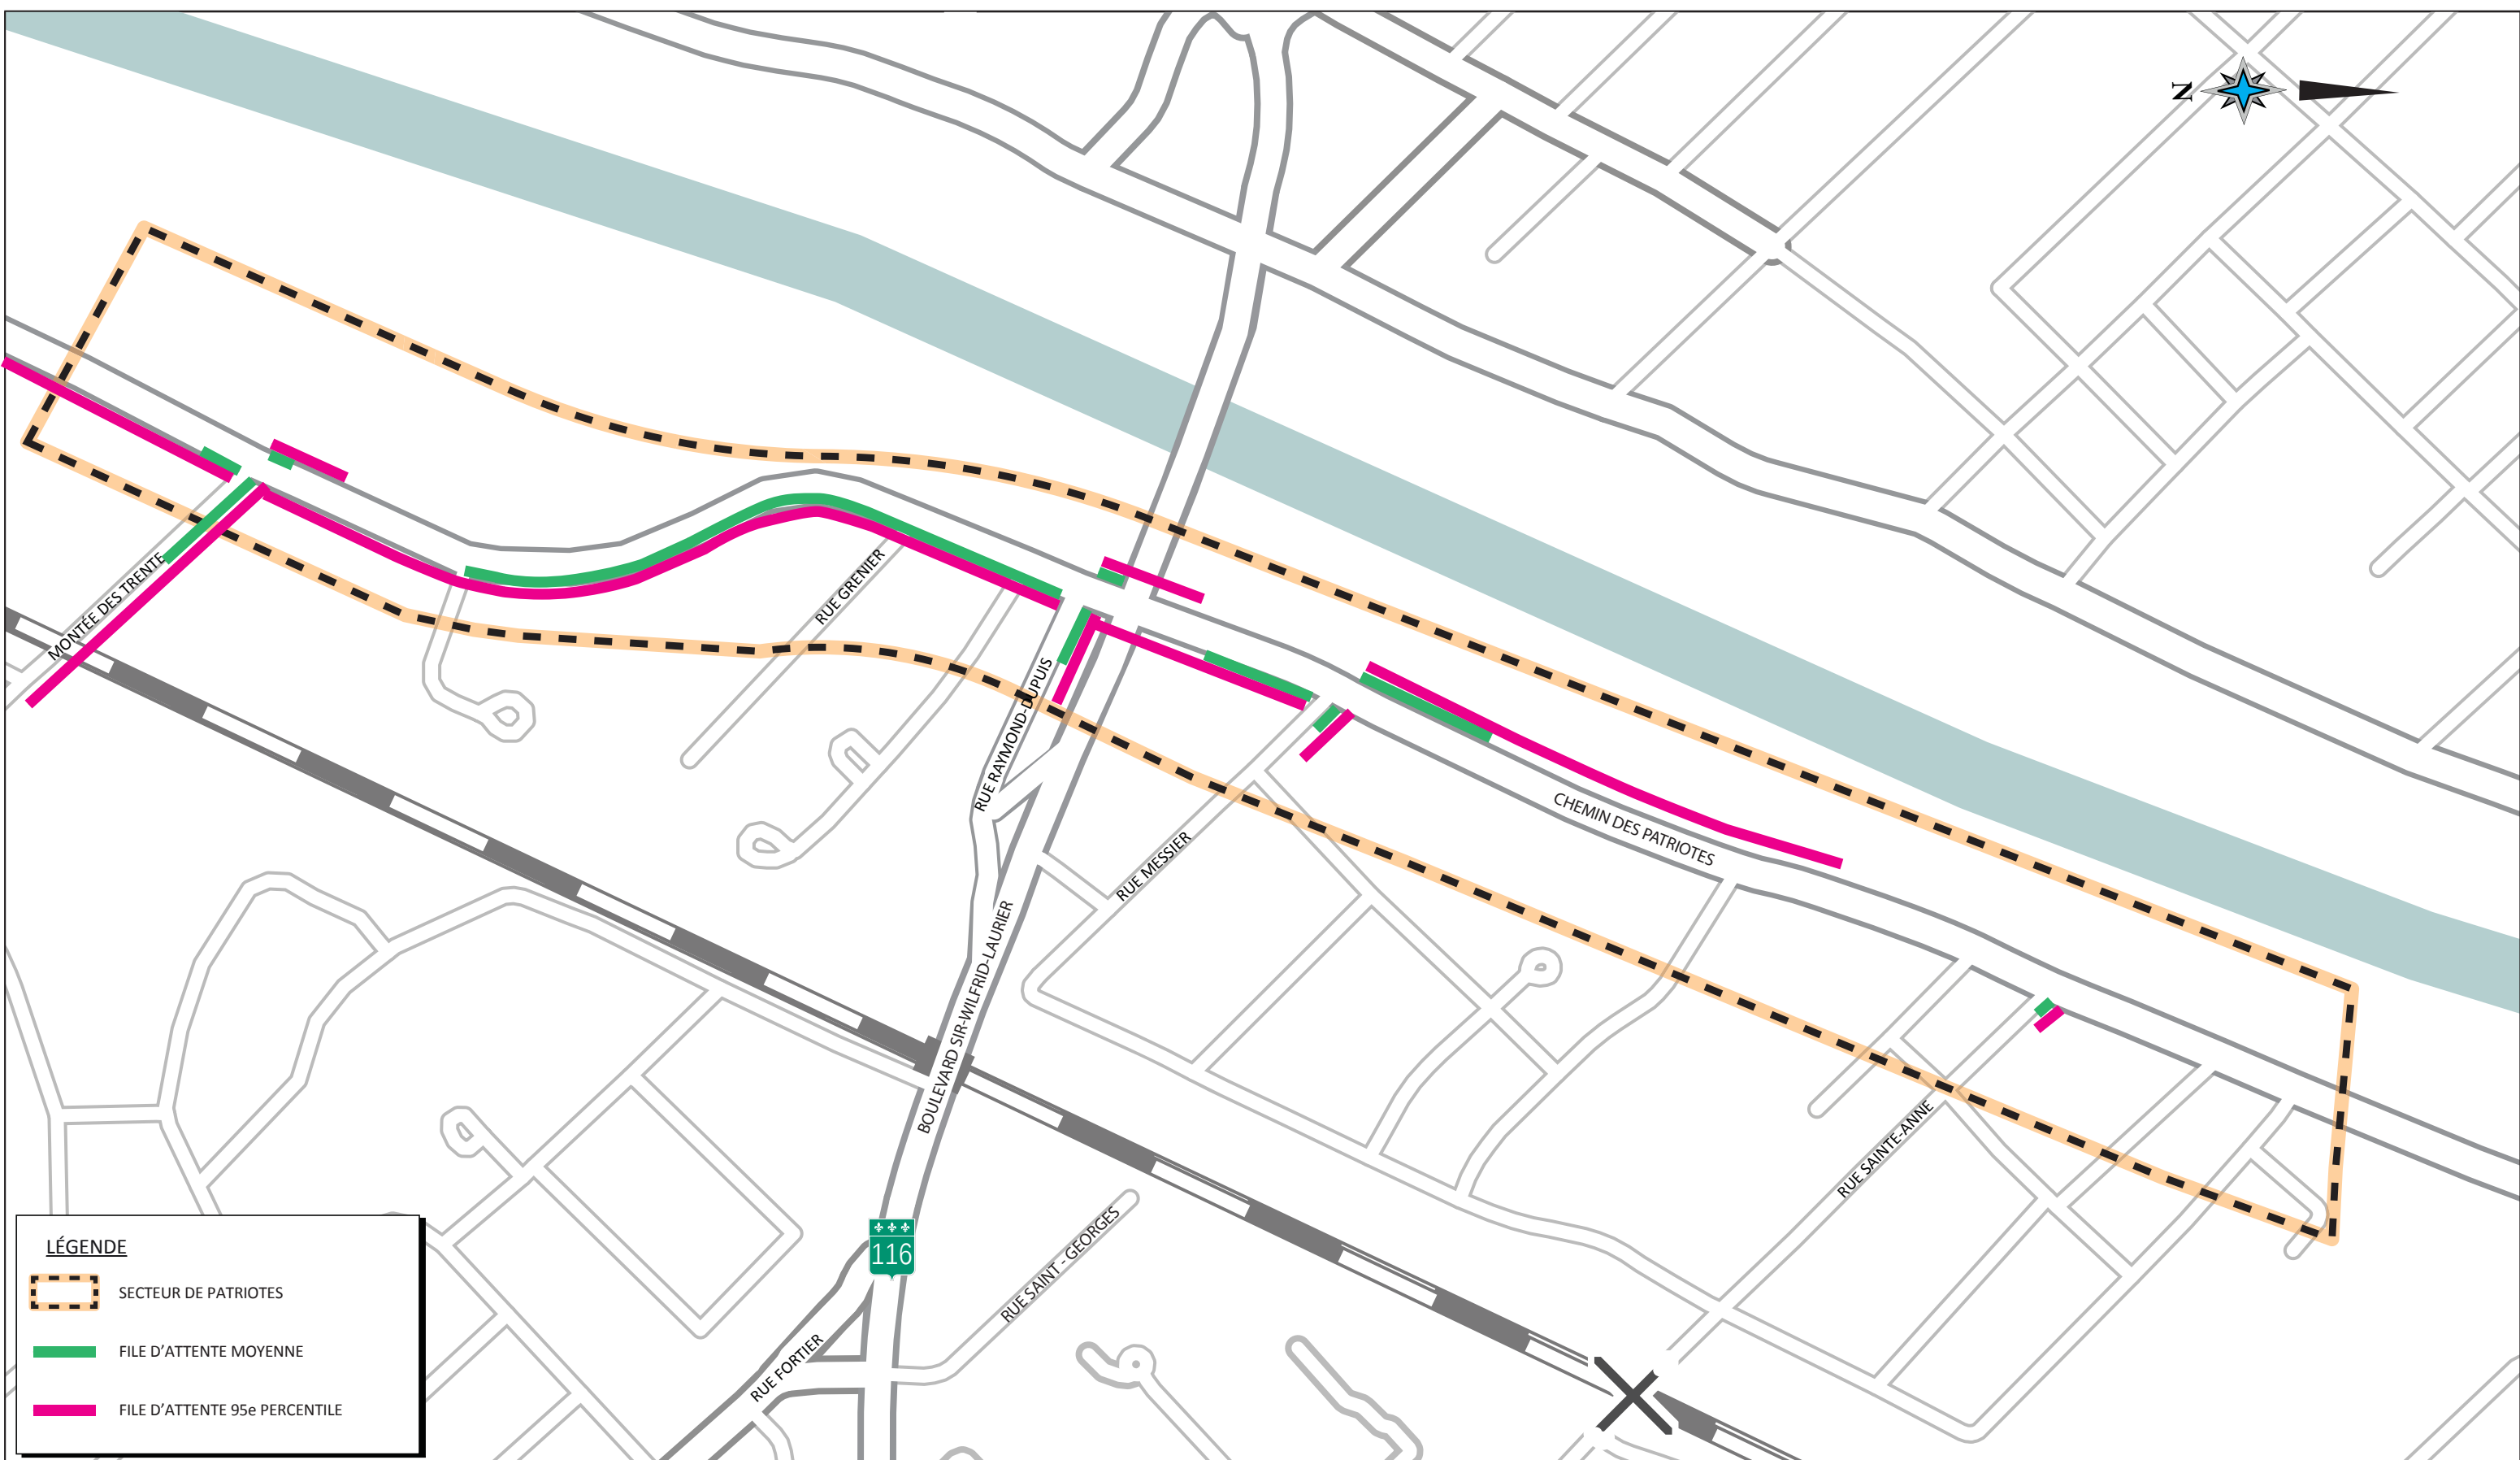 N
MONTÉE DES TRENTE
RUE GRENIER
RUE RAYMOND-DUPUIS
CHEMIN DES PATRIOTES
RUE MESSIER
BOULEVARD SIR-WILFRID-LAURIER
RUE SAINTE-ANNE
116
RUE SAINT - GEORGES
RUE FORTIER
LÉGENDE
SECTEUR DE PATRIOTES
FILE D'ATTENTE MOYENNE
FILE D'ATTENTE 95e PERCENTILE